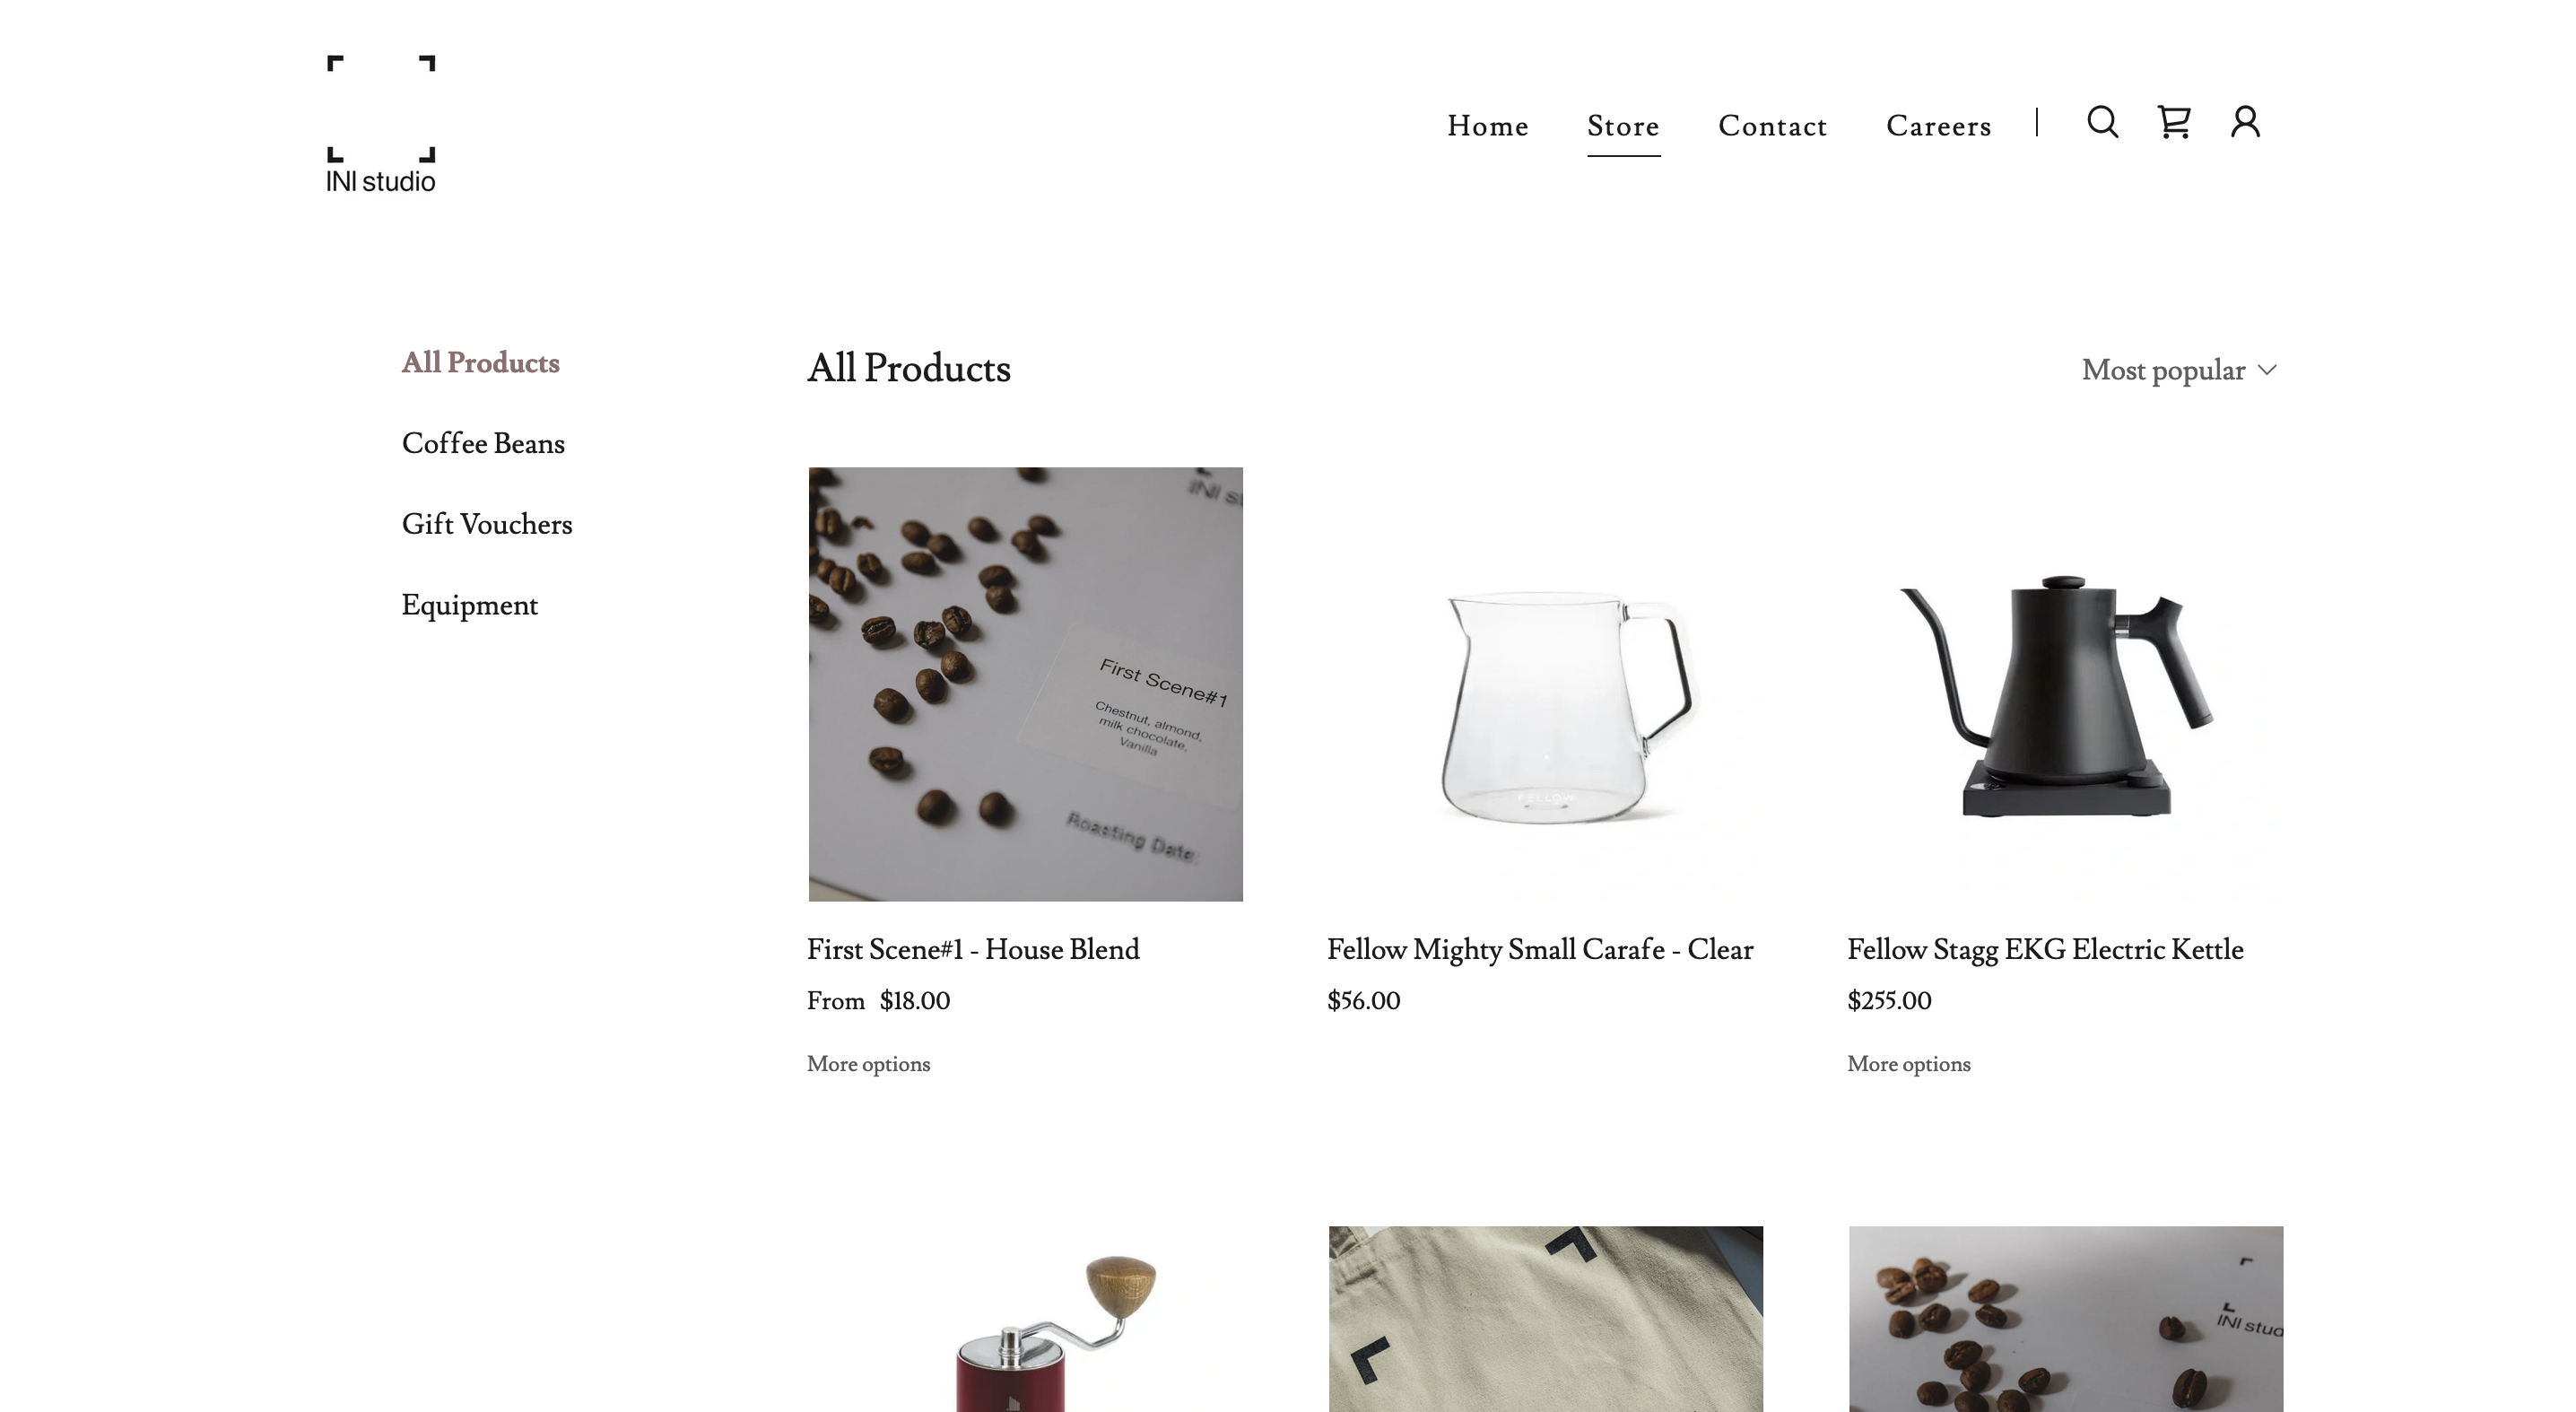 INI studio
Home
Store
Contact
Careers
All Products
Coffee Beans
Gift Vouchers
Equipment
All Products
Most popular
INI s
First Scene#1
Chestnut, almond,
milk chocolate,
Vanilla
Roasting Date:
FELLOW
First Scene#1 - House Blend
From $18.00
More options
Fellow Mighty Small Carafe - Clear
$56.00
Fellow Stagg EKG Electric Kettle
$255.00
More options
INI stud